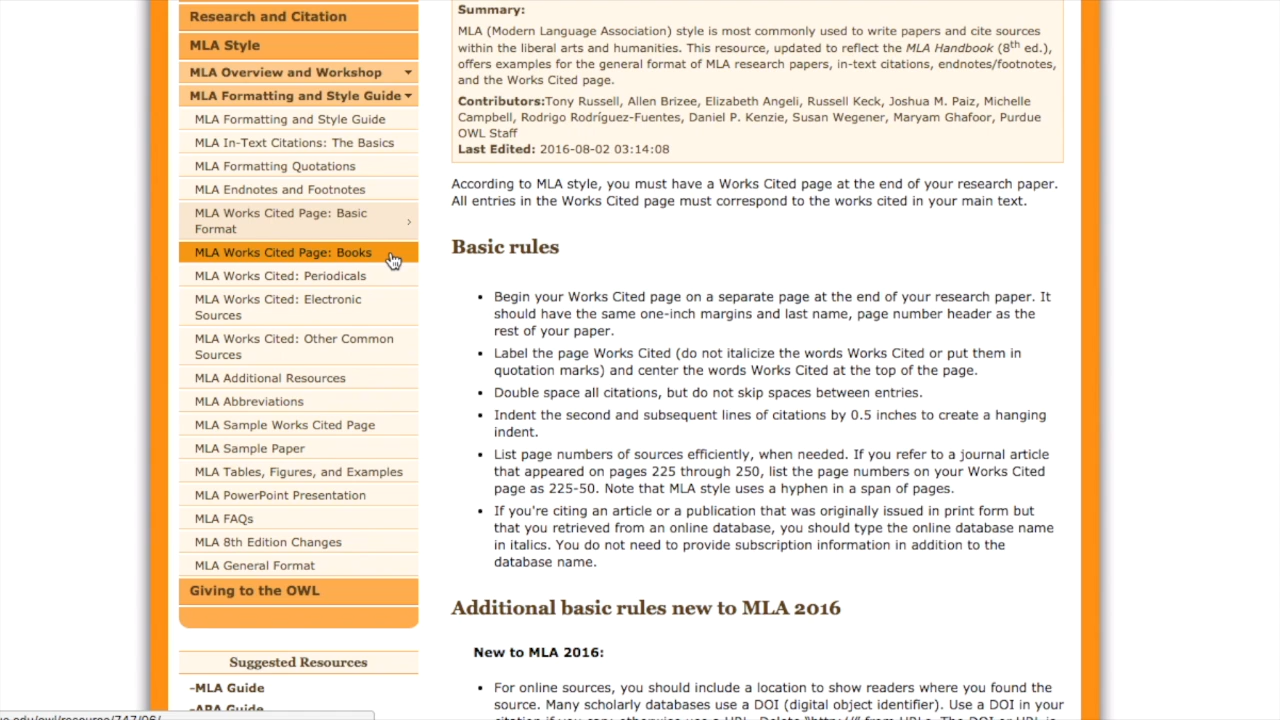 Research and Citation
MLA Style
MLA Overview and Workshop
MLA Formatting and Style Guide
MLA Formatting and Style Guide
MLA In-Text Citations: The Basics
MLA Formatting Quotations
MLA Endnotes and Footnotes
MLA Works Cited Page: Basic
Format
MLA Works Cited Page: Books
MLA Works Cited: Periodicals
MLA Works Cited: Electronic
Sources
MLA Works Cited: Other Common
Sources
MLA Additional Resources
MLA Abbreviations
MLA Sample Works Cited Page
MLA Sample Paper
MLA Tables, Figures, and Examples
MLA PowerPoint Presentation
MLA FAQs
MLA 8th Edition Changes
MLA General Format
Giving to the OWL
Suggested Resources
-MLA Guide
-APA Guide
Summary:
MLA (Modern Language Association) style is most commonly used to write papers and cite sources
within the liberal arts and humanities. This resource, updated to reflect the MLA Handbook (8th ed.),
offers examples for the general format of MLA research papers, in-text citations, endnotes/footnotes,
and the Works Cited page.
Contributors:Tony Russell, Allen Brizee, Elizabeth Angeli, Russell Keck, Joshua M. Paiz, Michelle
Campbell, Rodrigo Rodríguez-Fuentes, Daniel P. Kenzie, Susan Wegener, Maryam Ghafoor, Purdue
OWL Staff
Last Edited: 2016-08-02 03:14:08
According to MLA style, you must have a Works Cited page at the end of your research paper.
All entries in the Works Cited page must correspond to the works cited in your main text.
Basic rules
• Begin your Works Cited page on a separate page at the end of your research paper. It
should have the same one-inch margins and last name, page number header as the
rest of your paper.
• Label the page Works Cited (do not italicize the words Works Cited or put them in
quotation marks) and center the words Works Cited at the top of the page.
• Double space all citations, but do not skip spaces between entries.
• Indent the second and subsequent lines of citations by 0.5 inches to create a hanging
indent.
• List page numbers of sources efficiently, when needed. If you refer to a journal article
that appeared on pages 225 through 250, list the page numbers on your Works Cited
page as 225-50. Note that MLA style uses a hyphen in a span of pages.
• If you're citing an article or a publication that was originally issued in print form but
that you retrieved from an online database, you should type the online database name
in italics. You do not need to provide subscription information in addition to the
database name.
Additional basic rules new to MLA 2016
New to MLA 2016:
• For online sources, you should include a location to show readers where you found the
source. Many scholarly databases use a DOI (digital object identifier). Use a DOI in your